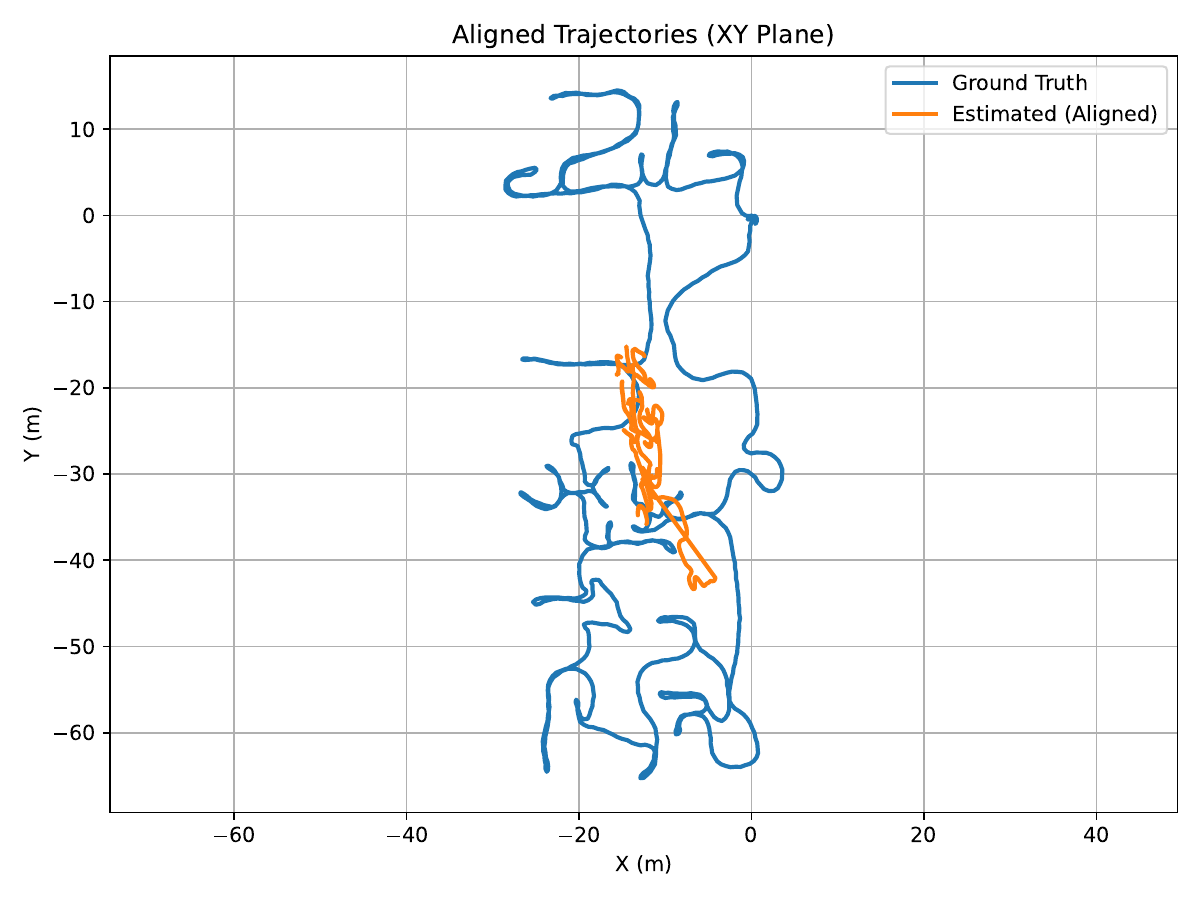 Aligned Trajectories (XY Plane)
Ground Truth
Estimated (Aligned)
10
0
−10
−20
−30
−40
−50
−60
Y (m)
−60
−40
−20
0
20
40
X (m)